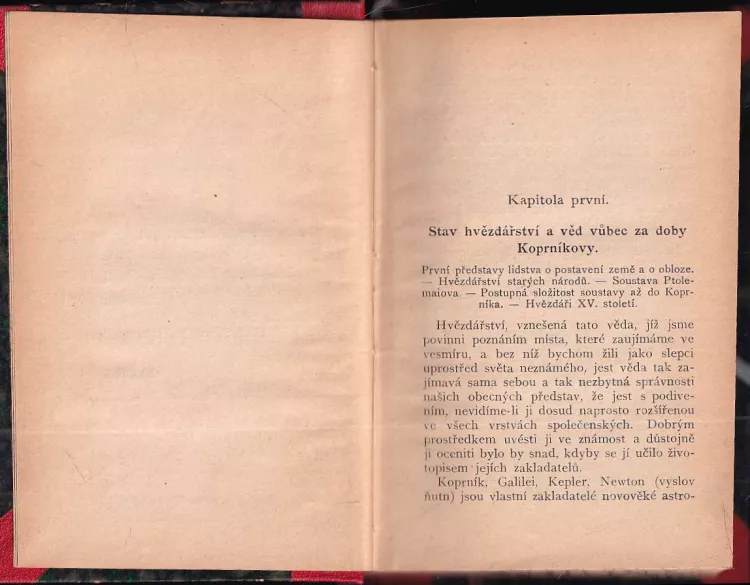 Kapitola první.
Stav hvězdářství a věd vůbec za doby
Koprníkovy.
První představy lidstva o postavení země a o obloze.
— Hvězdářství starých národů. — Soustava Ptole-
maiova. — Postupná složitost soustavy až do Kopr-
níka. — Hvězdáři XV. století.
Hvězdářství, vznešená tato věda, jíž jsme
povinni poznáním místa, které zaujímáme ve
vesmíru, a bez níž bychom žili jako slepci
uprostřed světa neznámého, jest věda tak za-
jímavá sama sebou a tak nezbytná správnosti
našich obecných představ, že jest s podive-
ním, nevidíme-li ji dosud naprosto rozšířenou
ve všech vrstvách společenských. Dobrým
prostředkem uvésti ji ve známost a důstojně
ji oceniti bylo by snad, kdyby se jí učilo živo-
topisem jejích zakladatelů.
Koprník, Galilei, Kepler, Newton (vyslov
ňutn) jsou vlastní zakladatelé novověké astro-